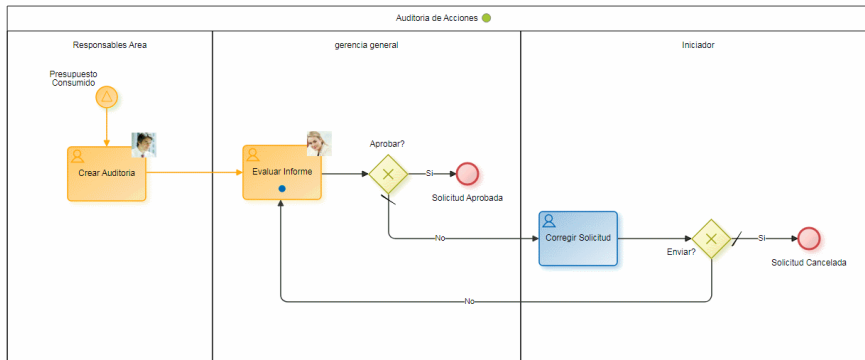 Auditoria de Acciones
Responsables Area
gerencia general
Iniciador
Presupuesto
Consumido
Crear Auditoria
Evaluar Informe
Aprobar?
Si
Solicitud Aprobada
No
Corregir Solicitud
Enviar?
Si
Solicitud Cancelada
No